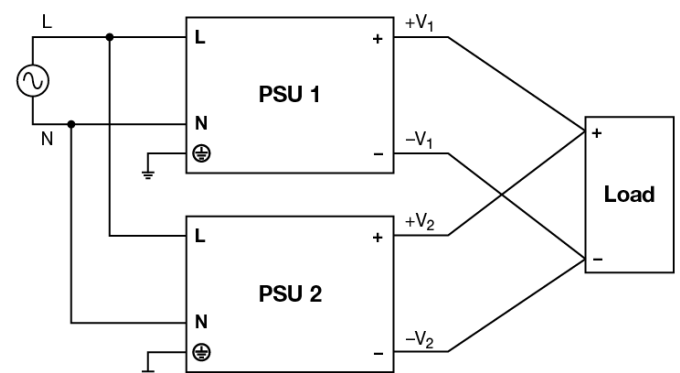 L
+V₁
L
+
PSU 1
N
N
–V₁
–
+
Load
–
L
+V₂
+
PSU 2
N
–V₂
–